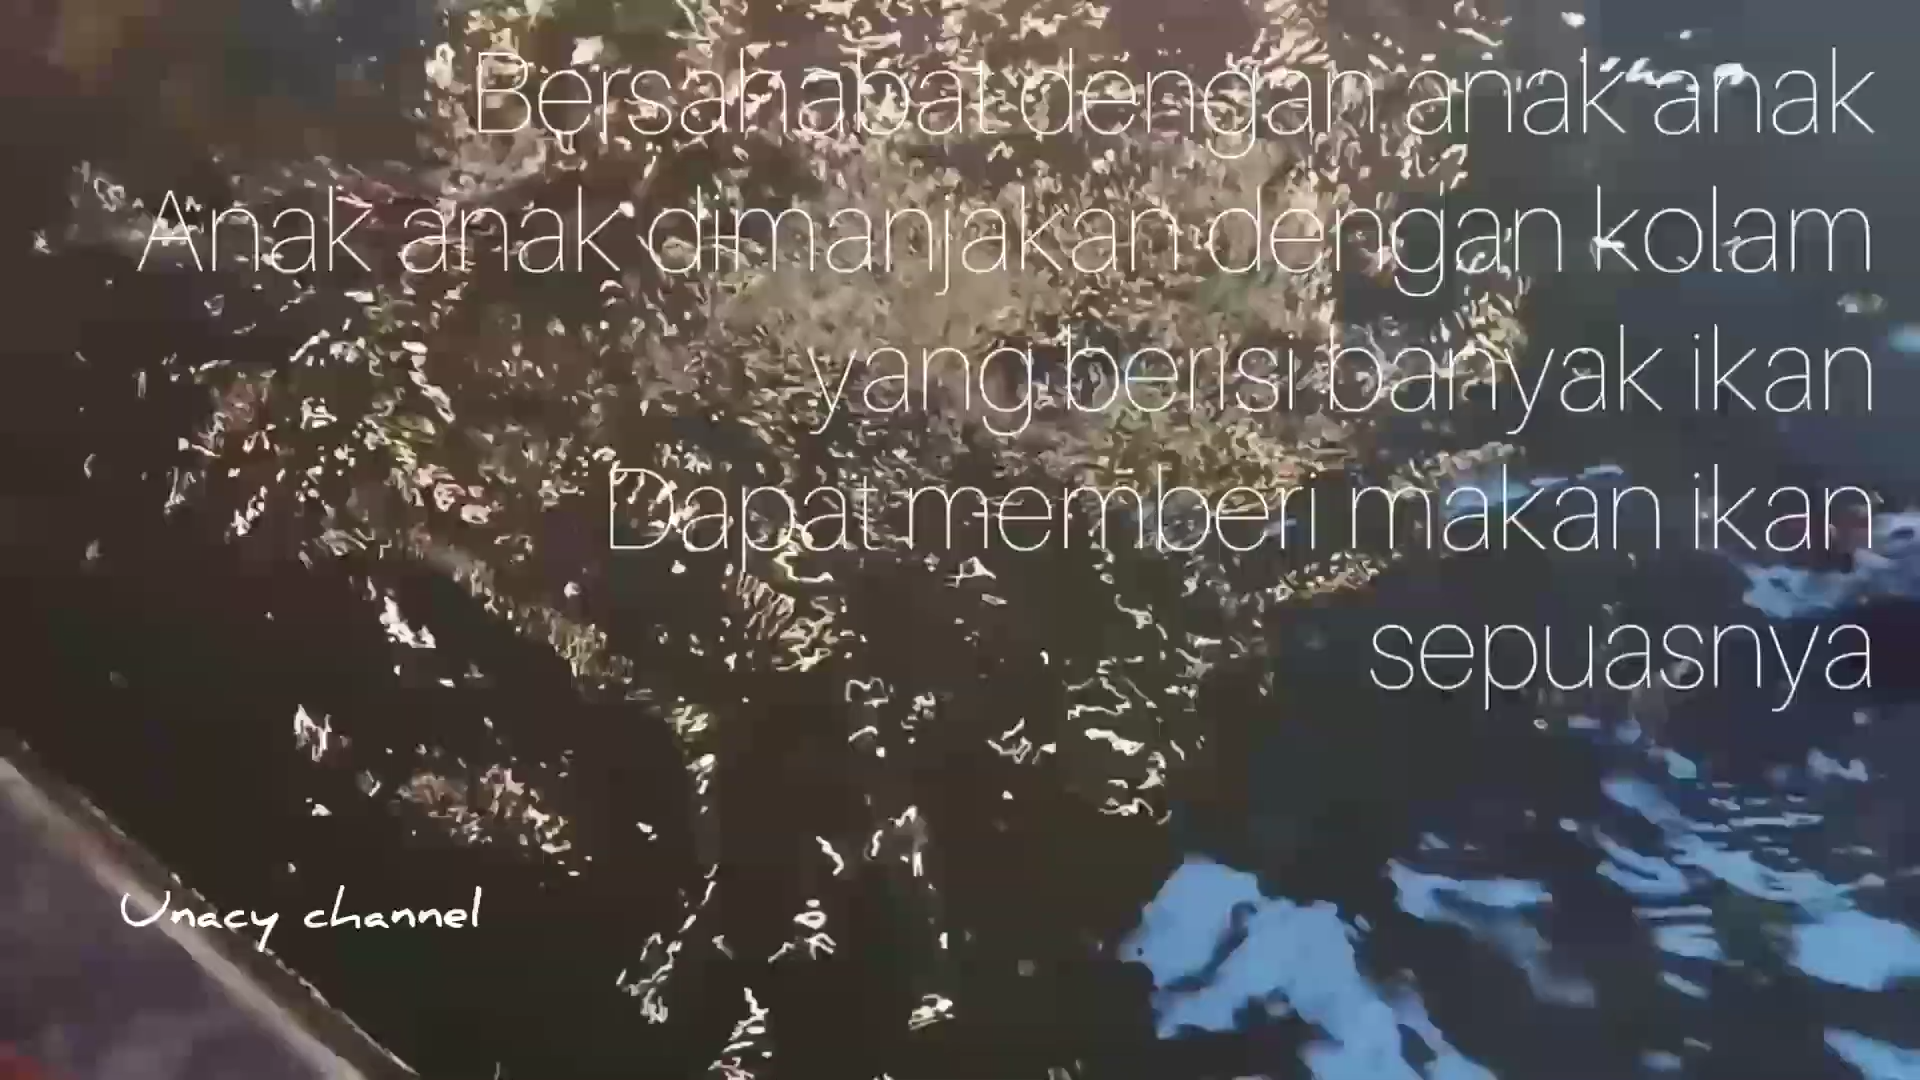 Bersahabat dengan anak anak
Anak anak dimanjakan dengan kolam
yang berisi banyak ikan
Dapat memberi makan ikan
sepuasnya
Unacy channel